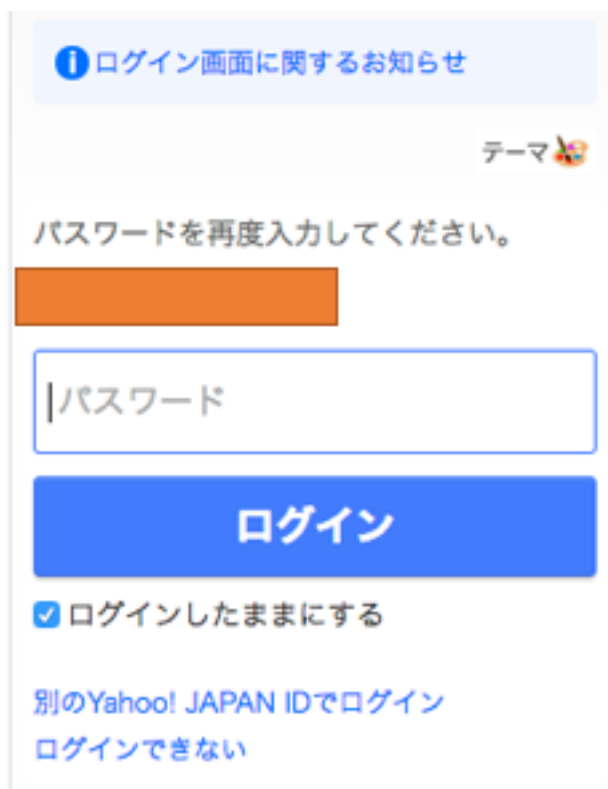 ログイン画面に関するお知らせ
テーマ
パスワードを再度入力してください。
パスワード
ログイン
ログインしたままにする
別のYahoo! JAPAN IDでログイン
ログインできない